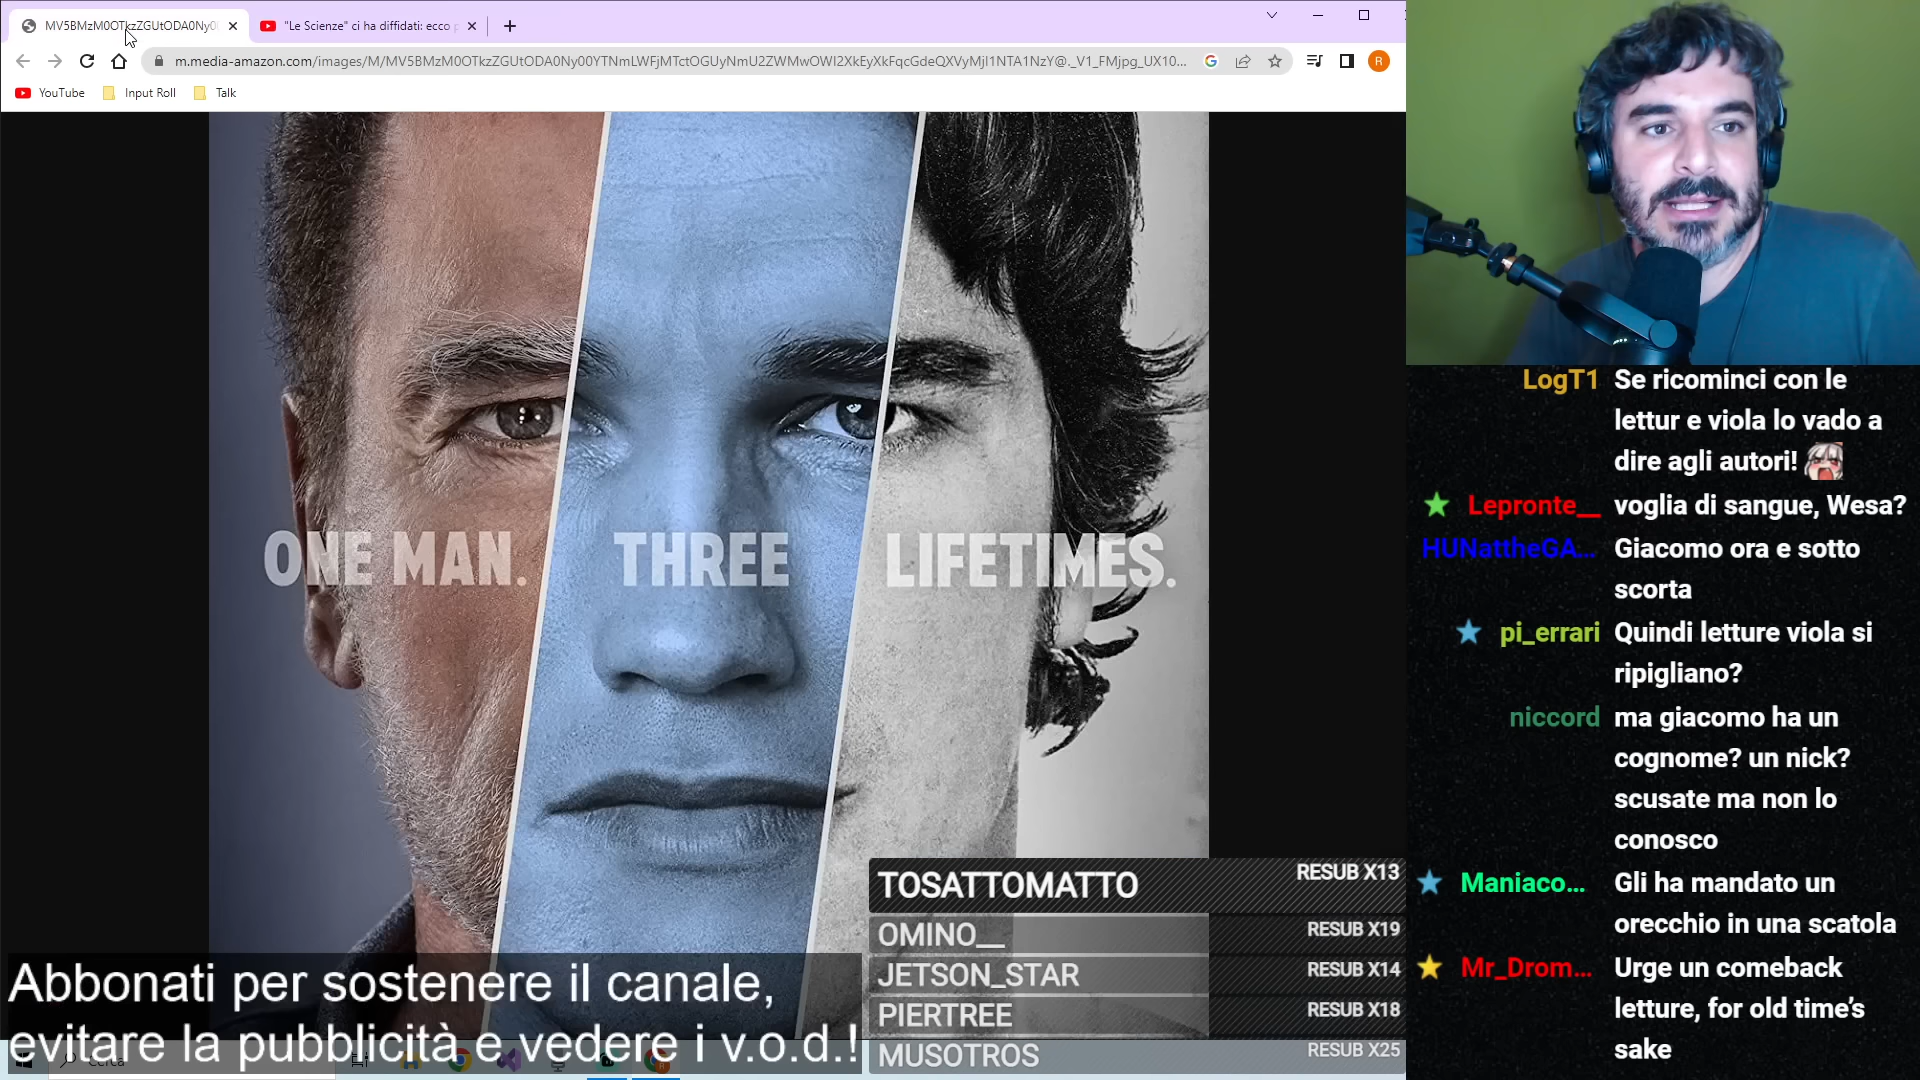 MV5BMzM0OTkzZGUtODA0Ny0
"Le Scienze" ci ha diffidati: ecco p
m.media-amazon.com/images/M/MV5BMzM0OTkzZGUtODA0Ny00YTNmLWFjMTctOGUyNmU2ZWMwOWI2XkEyXkFqcGdeQXVyMjI1NTA1NzY@._V1_FMjpg_UX10...
R
YouTube
Input Roll
Talk
ONE MAN. THREE LIFETIMES.
LogT1 Se ricominci con le
lettur e viola lo vado a
dire agli autori!
Lepronte__ voglia di sangue, Wesa?
HUNattheGA... Giacomo ora e sotto
scorta
pi_errari Quindi letture viola si
ripigliano?
niccord ma giacomo ha un
cognome? un nick?
scusate ma non lo
conosco
Maniaco... Gli ha mandato un
orecchio in una scatola
Mr_Drom... Urge un comeback
letture, for old time's
sake
TOSATTOMATTO RESUB X13
OMINO__ RESUB X19
JETSON_STAR RESUB X14
PIERTREE RESUB X18
MUSOTROS RESUB X25
Abbonati per sostenere il canale,
evitare la pubblicità e vedere i v.o.d.!
Cerca